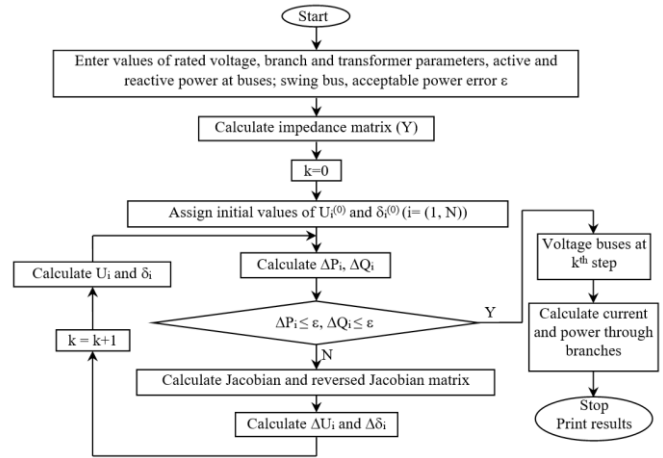 Start
Enter values of rated voltage, branch and transformer parameters, active and
reactive power at buses; swing bus, acceptable power error ε
Calculate impedance matrix (Y)
k=0
Assign initial values of Uᵢ⁽⁰⁾ and δᵢ⁽⁰⁾ (i= (1, N))
Calculate ΔPᵢ, ΔQᵢ
ΔPᵢ ≤ ε, ΔQᵢ ≤ ε
Y
N
Calculate Jacobian and reversed Jacobian matrix
Calculate ΔUᵢ and Δδᵢ
k = k+1
Calculate Uᵢ and δᵢ
Voltage buses at
kᵗʰ step
Calculate current
and power through
branches
Stop
Print results